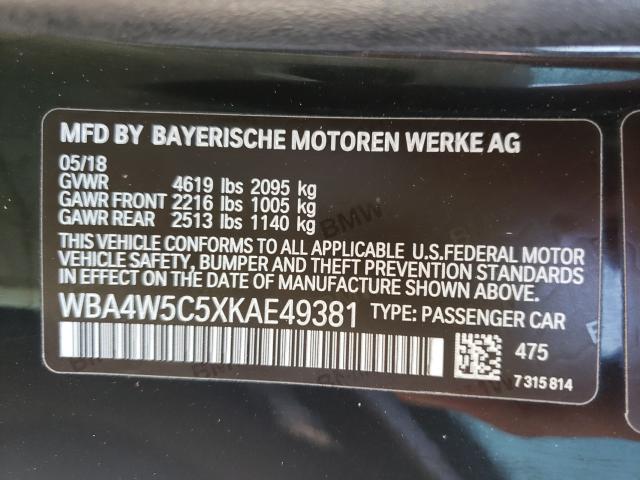 MFD BY BAYERISCHE MOTOREN WERKE AG
05/18
GVWR 4619 lbs 2095 kg
GAWR FRONT 2216 lbs 1005 kg
GAWR REAR 2513 lbs 1140 kg
THIS VEHICLE CONFORMS TO ALL APPLICABLE U.S.FEDERAL MOTOR
VEHICLE SAFETY, BUMPER AND THEFT PREVENTION STANDARDS
IN EFFECT ON THE DATE OF MANUFACTURE SHOWN ABOVE.
WBA4W5C5XKAE49381 TYPE: PASSENGER CAR
475
7 315 814